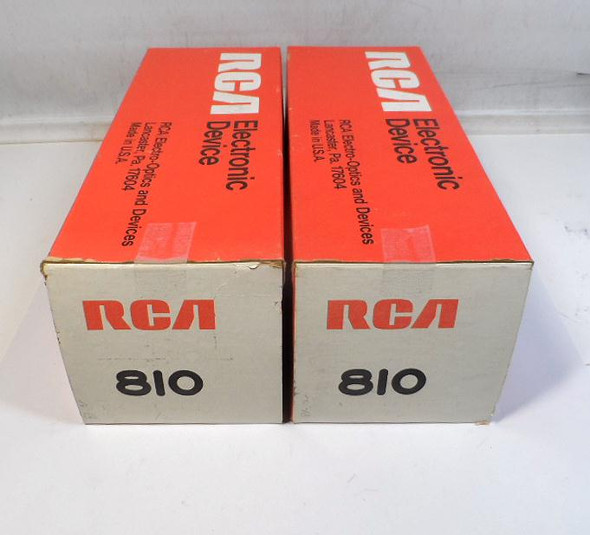 RCA
Electronic
Device
RCA Electro-Optics and Devices
Lancaster, Pa. 17604
Made in U.S.A.
RCA
810
RCA
Electronic
Device
RCA Electro-Optics and Devices
Lancaster, Pa. 17604
Made in U.S.A.
RCA
810